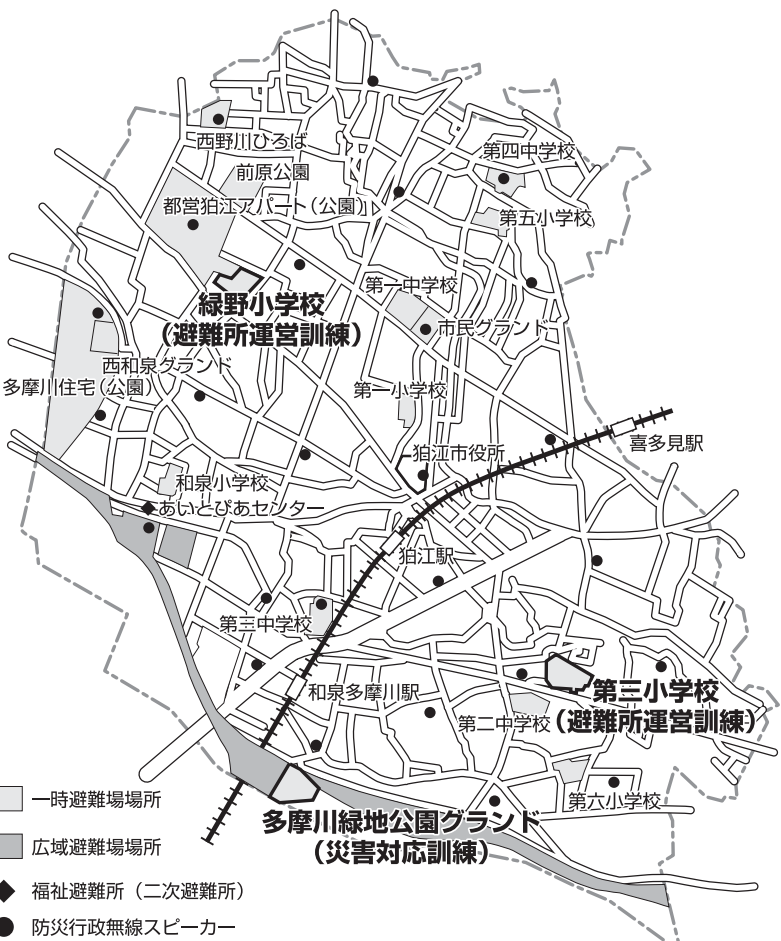 西野川ひろば
第四中学校
前原公園
都営狛江アパート(公園)
第五小学校
第一中学校
緑野小学校
(避難所運営訓練)
市民グランド
西和泉グランド
多摩川住宅(公園)
第一小学校
喜多見駅
狛江市役所
和泉小学校
あいとぴあセンター
狛江駅
第三中学校
第三小学校
(避難所運営訓練)
和泉多摩川駅
第二中学校
一時避難場場所
第六小学校
多摩川緑地公園グランド
(災害対応訓練)
広域避難場場所
福祉避難所(二次避難所)
防災行政無線スピーカー